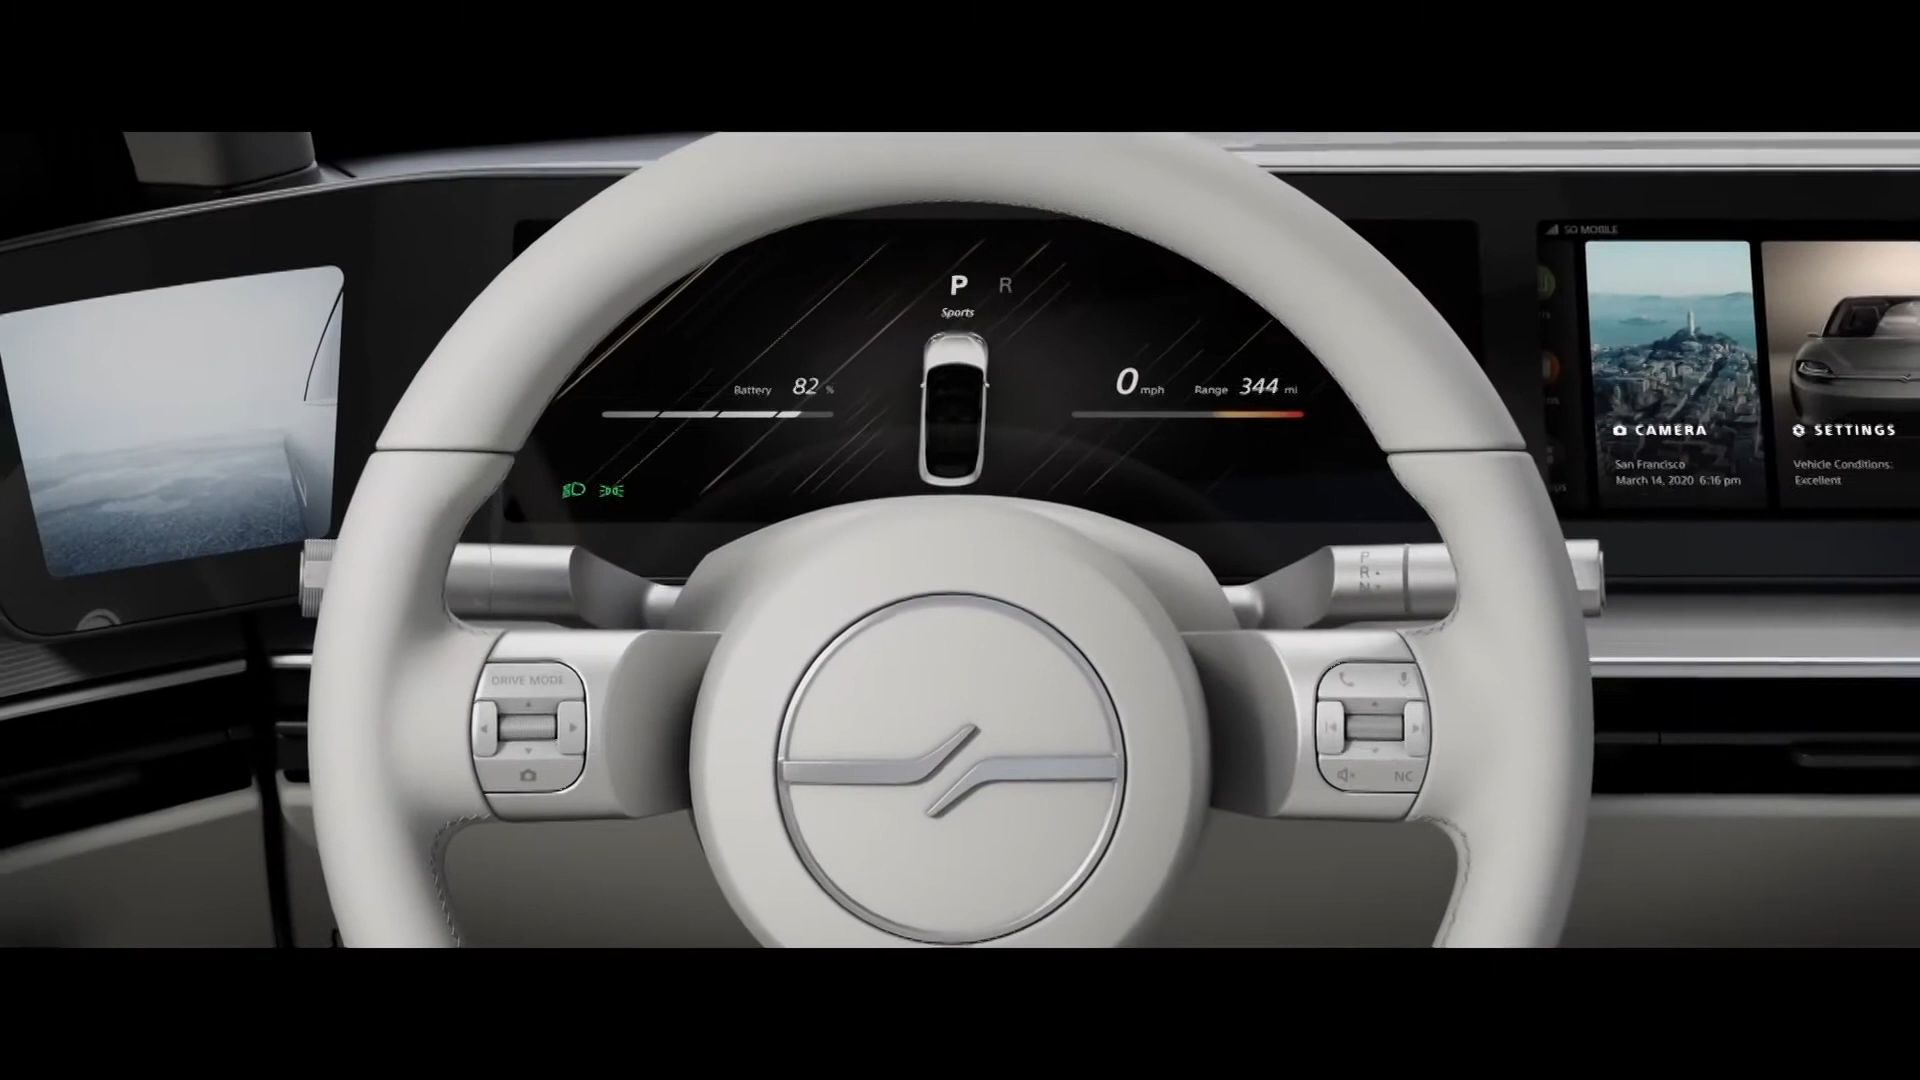 SO MOBILE
P R
Sports
Battery 82 %
0 mph Range 344 mi
CAMERA
San Francisco
March 14, 2020 6:16 pm
SETTINGS
Vehicle Conditions:
Excellent
P
R
N
DRIVE MODE
NC